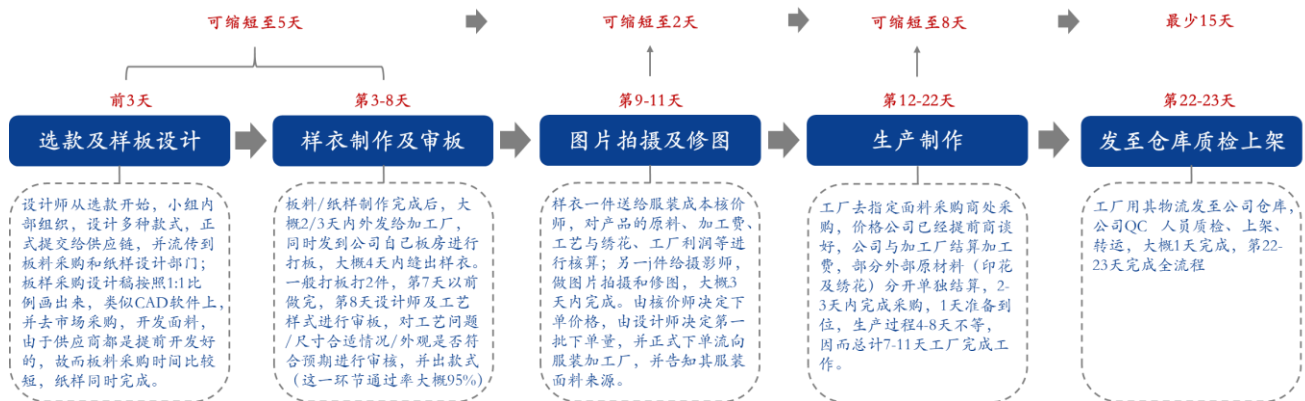 可缩短至5天
可缩短至2天
可缩短至8天
最少15天
前3天
第3-8天
第9-11天
第12-22天
第22-23天
选款及样板设计
样衣制作及审板
图片拍摄及修图
生产制作
发至仓库质检上架
设计师从选款开始，小组内
部组织，设计多种款式，正
式提交给供应链，并流传到
板料采购和纸样设计部门；
板样采购设计稿按照1:1比
例画出来，类似CAD软件上，
并去市场采购，开发面料，
由于供应商都是提前开发好
的，故而板料采购时间比较
短，纸样同时完成。
板料/纸样制作完成后，大
概2/3天内外发给加工厂，
同时发到公司自己板房进行
打板，大概4天内缝出样衣。
一般打板打2件，第7天以前
做完，第8天设计师及工艺
样式进行审板，对工艺问题
/尺寸合适情况/外观是否符
合预期进行审核，并出款式
（这一环节通过率大概95%）
样衣一件送给服装成本核价
师，对产品的原料、加工费、
工艺与绣花、工厂利润等进
行核算；另一j件给摄影师，
做图片拍摄和修图，大概3
天内完成。由核价师决定下
单价格，由设计师决定第一
批下单量，并正式下单流向
服装加工厂，并告知其服装
面料来源。
工厂去指定面料采购商处采
购，价格公司已经提前商谈
好，公司与加工厂结算加工
费，部分外部原材料（印花
及绣花）分开单独结算，2-
3天内完成采购，1天准备到
位，生产过程4-8天不等，
因而总计7-11天工厂完成工
作。
工厂用其物流发至公司仓库，
公司QC 人员质检、上架、
转运，大概1天完成，第22-
23天完成全流程